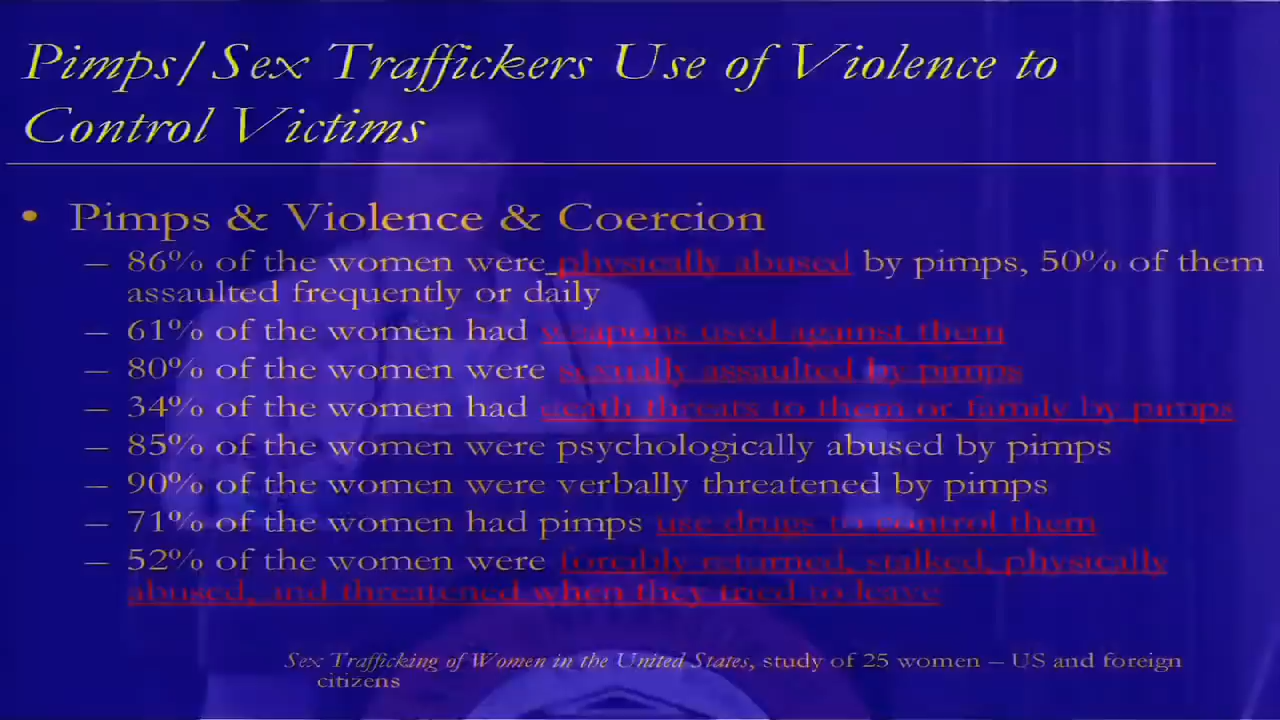 Pimps/Sex Traffickers Use of Violence to
Control Victims
• Pimps & Violence & Coercion
– 86% of the women were physically abused by pimps, 50% of them
assaulted frequently or daily
– 61% of the women had weapons used against them
– 80% of the women were sexually assaulted by pimps
– 34% of the women had death threats to them or family by pimps
– 85% of the women were psychologically abused by pimps
– 90% of the women were verbally threatened by pimps
– 71% of the women had pimps use drugs to control them
– 52% of the women were forcibly returned, stalked, physically
abused, and threatened when they tried to leave
Sex Trafficking of Women in the United States, study of 25 women – US and foreign
citizens